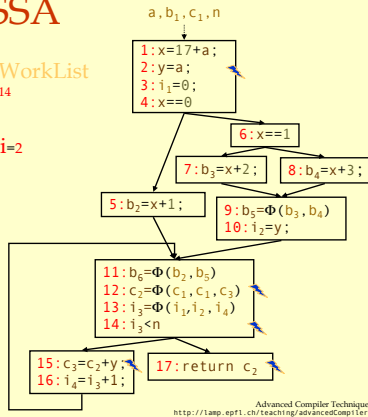 SSA
a,b₁,c₁,n
WorkList
14
i=2
1:x=17+a;
2:y=a;
3:i₁=0;
4:x==0
6:x==1
7:b₃=x+2;
8:b₄=x+3;
5:b₂=x+1;
9:b₅=Φ(b₃,b₄)
10:i₂=y;
11:b₆=Φ(b₂,b₅)
12:c₂=Φ(c₁,c₁,c₃)
13:i₃=Φ(i₁,i₂,i₄)
14:i₃<n
15:c₃=c₂+y;
16:i₄=i₃+1;
17:return c₂
Advanced Compiler Technique
http://lamp.epfl.ch/teaching/advancedCompiler